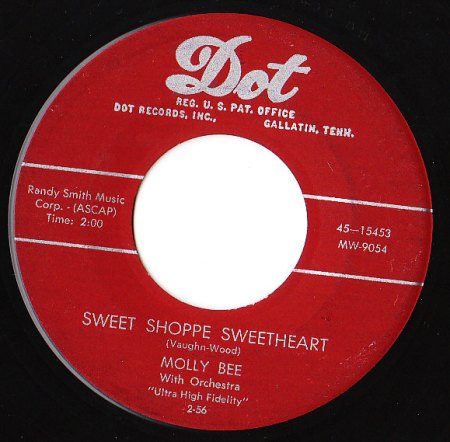 Dot
REG. U. S. PAT. OFFICE
DOT RECORDS, INC., GALLATIN, TENN.
Randy Smith Music
Corp. - (ASCAP)
Time: 2:00
45—15453
MW-9054
SWEET SHOPPE SWEETHEART
(Vaughn-Wood)
MOLLY BEE
With Orchestra
"Ultra High Fidelity"
2-56